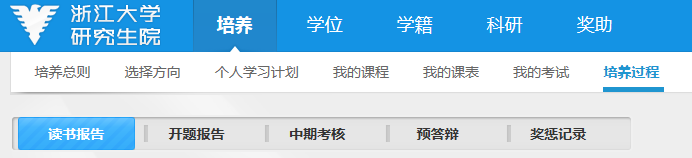 浙江大学
研究生院
培养 学位 学籍 科研 奖助
培养总则 选择方向 个人学习计划 我的课程 我的课表 我的考试 培养过程
读书报告 开题报告 中期考核 预答辩 奖惩记录